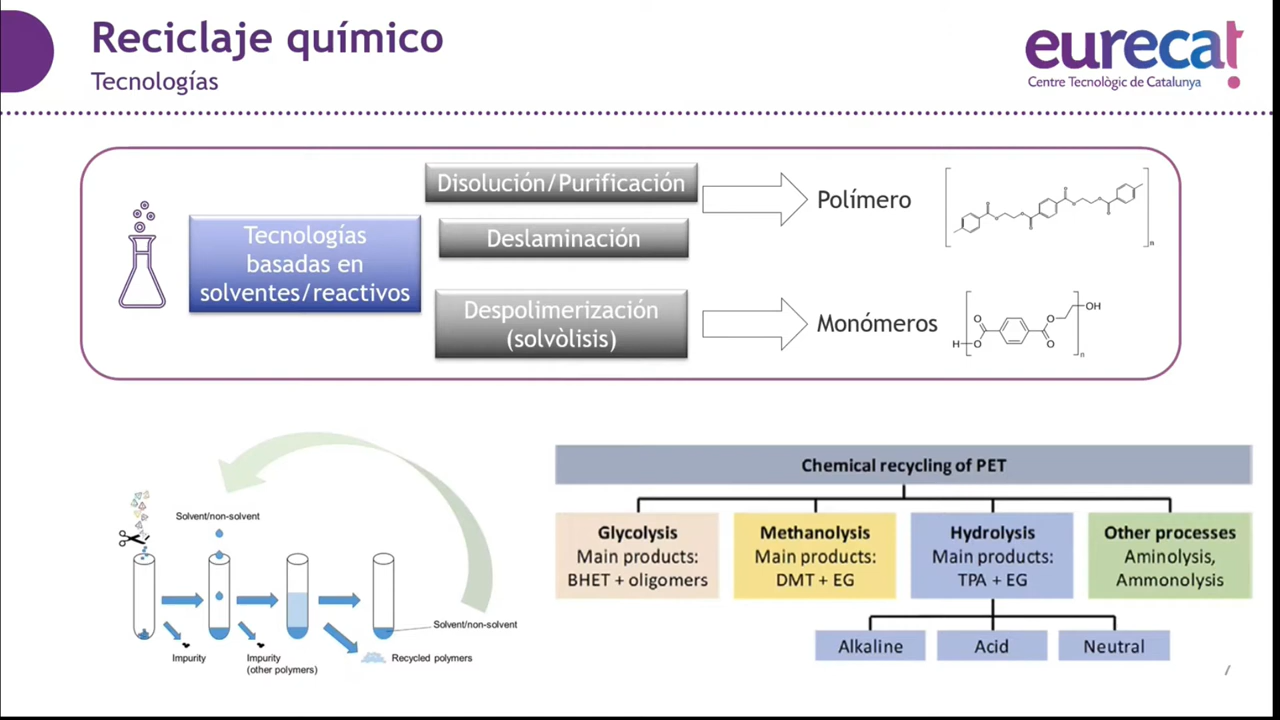 Reciclaje químico
Tecnologías
eurecat
Centre Tecnològic de Catalunya
Tecnologías
basadas en
solventes/reactivos
Disolución/Purificación
Deslaminación
Despolimerización
(solvòlisis)
Polímero
n
Monómeros
O
O
OH
H
O
O
n
Solvent/non-solvent
Solvent/non-solvent
Impurity
Impurity
(other polymers)
Recycled polymers
Chemical recycling of PET
Glycolysis
Main products:
BHET + oligomers
Methanolysis
Main products:
DMT + EG
Hydrolysis
Main products:
TPA + EG
Other processes
Aminolysis,
Ammonolysis
Alkaline
Acid
Neutral
7